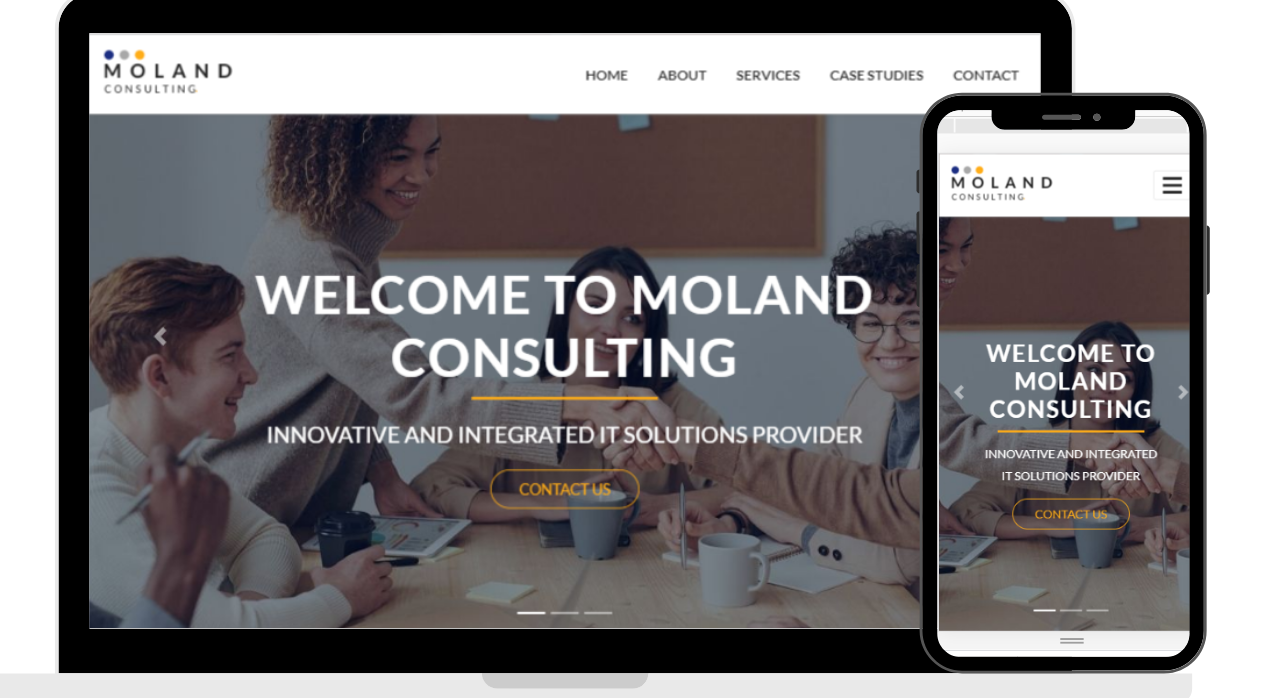 MOLAND
CONSULTING
HOME ABOUT SERVICES CASE STUDIES CONTACT
WELCOME TO MOLAND
CONSULTING
INNOVATIVE AND INTEGRATED IT SOLUTIONS PROVIDER
CONTACT US
MOLAND
CONSULTING
WELCOME TO
MOLAND
CONSULTING
INNOVATIVE AND INTEGRATED
IT SOLUTIONS PROVIDER
CONTACT US